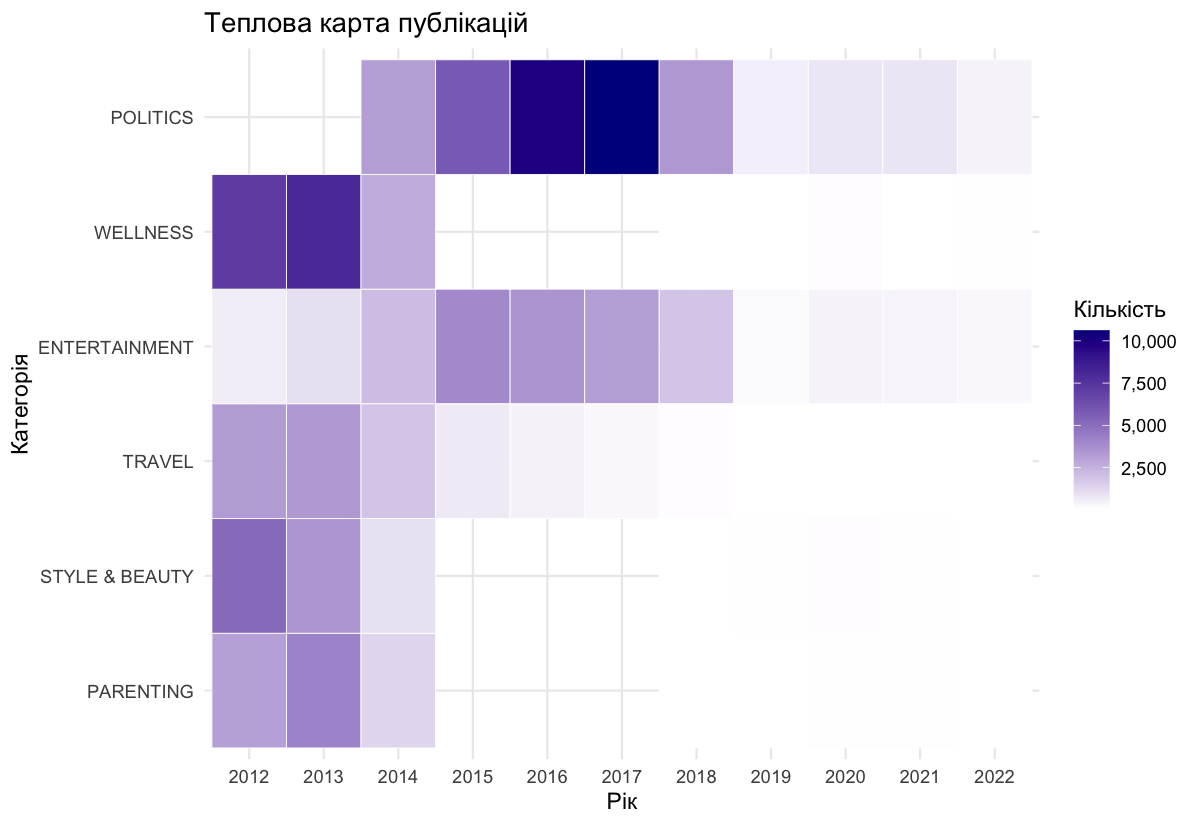 Теплова карта публікацій
POLITICS
WELLNESS
ENTERTAINMENT
TRAVEL
STYLE & BEAUTY
PARENTING
Категорія
2012 2013 2014 2015 2016 2017 2018 2019 2020 2021 2022
Рік
Кількість
10,000
7,500
5,000
2,500